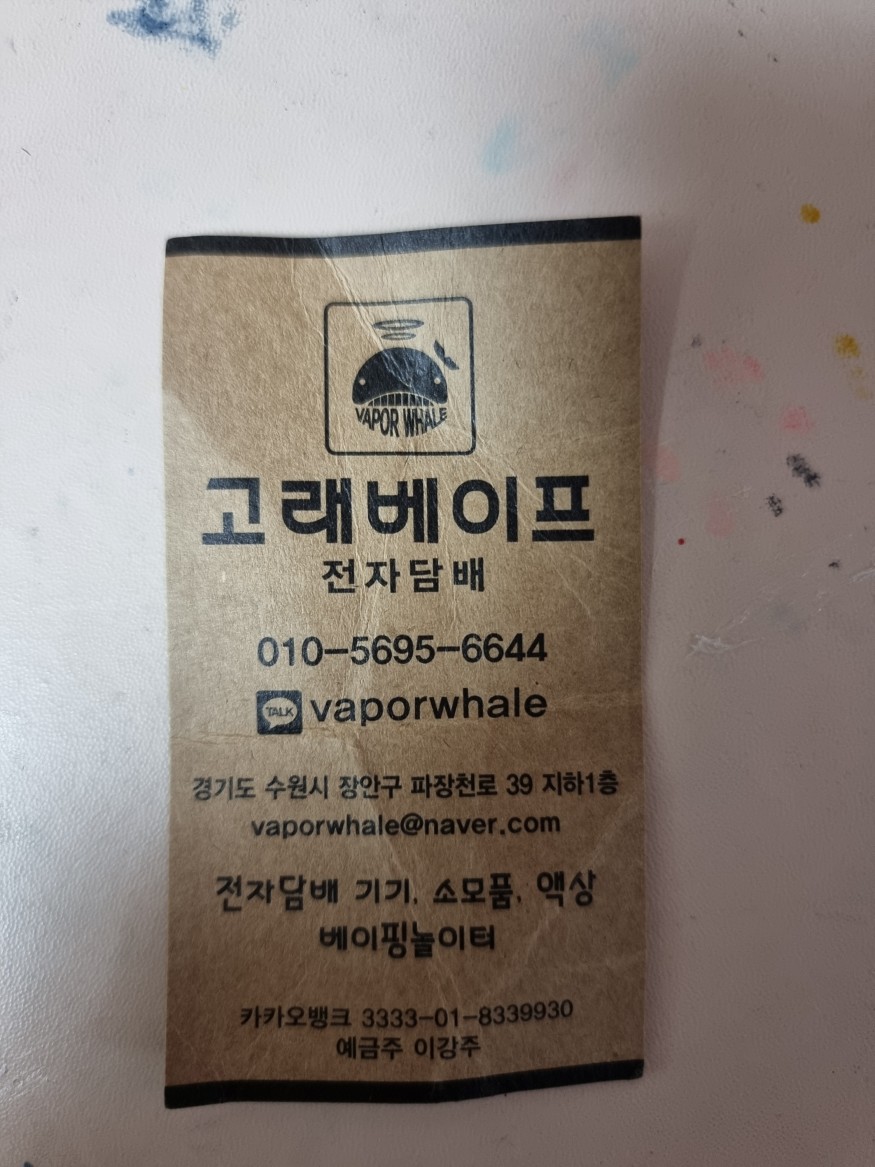 VAPOR WHALE
고래베이프
전자담배
010-5695-6644
TALK vaporwhale
경기도 수원시 장안구 파장천로 39 지하1층
vaporwhale@naver.com
전자담배 기기, 소모품, 액상
베이핑놀이터
카카오뱅크 3333-01-8339930
예금주 이강주